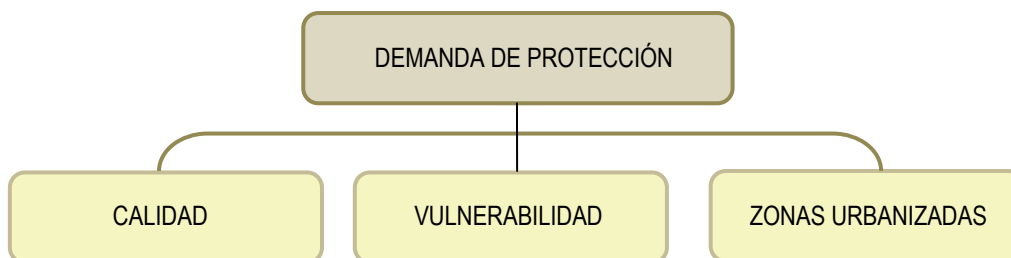 DEMANDA DE PROTECCIÓN
CALIDAD
VULNERABILIDAD
ZONAS URBANIZADAS